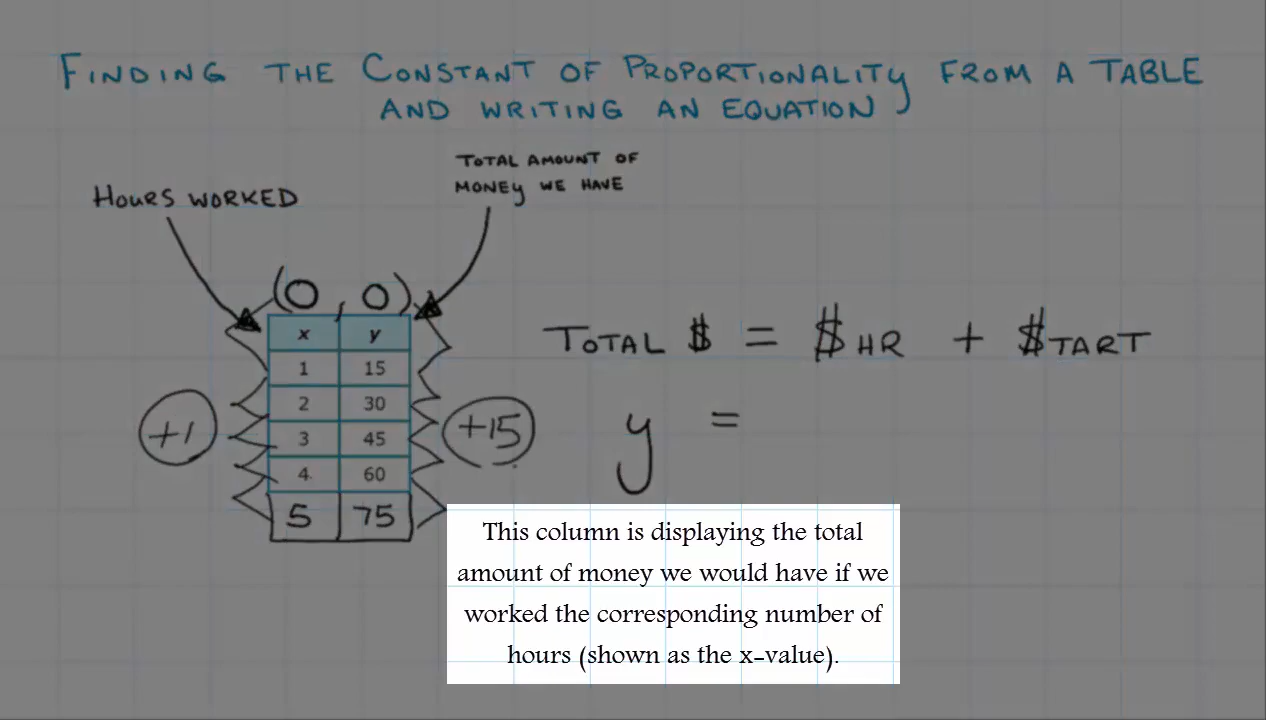 FINDING THE CONSTANT OF PROPORTIONALITY FROM A TABLE
AND WRITING AN EQUATION
TOTAL AMOUNT OF
MONEY WE HAVE
HOURS WORKED
(0, 0)
x y
1 15
2 30
3 45
4 60
5 75
+1
+15
TOTAL $ = $HR + $TART
y =
This column is displaying the total
amount of money we would have if we
worked the corresponding number of
hours (shown as the x-value).